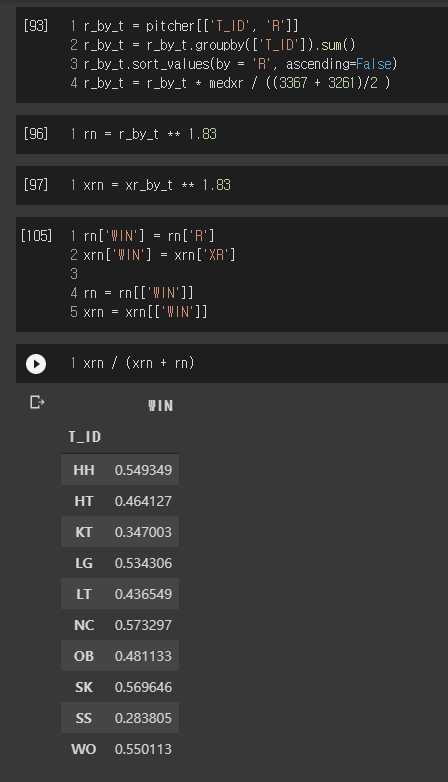 [93] 1 r_by_t = pitcher[['T_ID', 'R']]
2 r_by_t = r_by_t.groupby(['T_ID']).sum()
3 r_by_t.sort_values(by = 'R', ascending=False)
4 r_by_t = r_by_t * medxr / ((3367 + 3261)/2 )
[96] 1 rn = r_by_t ** 1.83
[97] 1 xrn = xr_by_t ** 1.83
[105] 1 rn['WIN'] = rn['R']
2 xrn['WIN'] = xrn['XR']
3
4 rn = rn[['WIN']]
5 xrn = xrn[['WIN']]
1 xrn / (xrn + rn)
WIN
T_ID
HH 0.549349
HT 0.464127
KT 0.347003
LG 0.534306
LT 0.436549
NC 0.573297
OB 0.481133
SK 0.569646
SS 0.283805
WO 0.550113